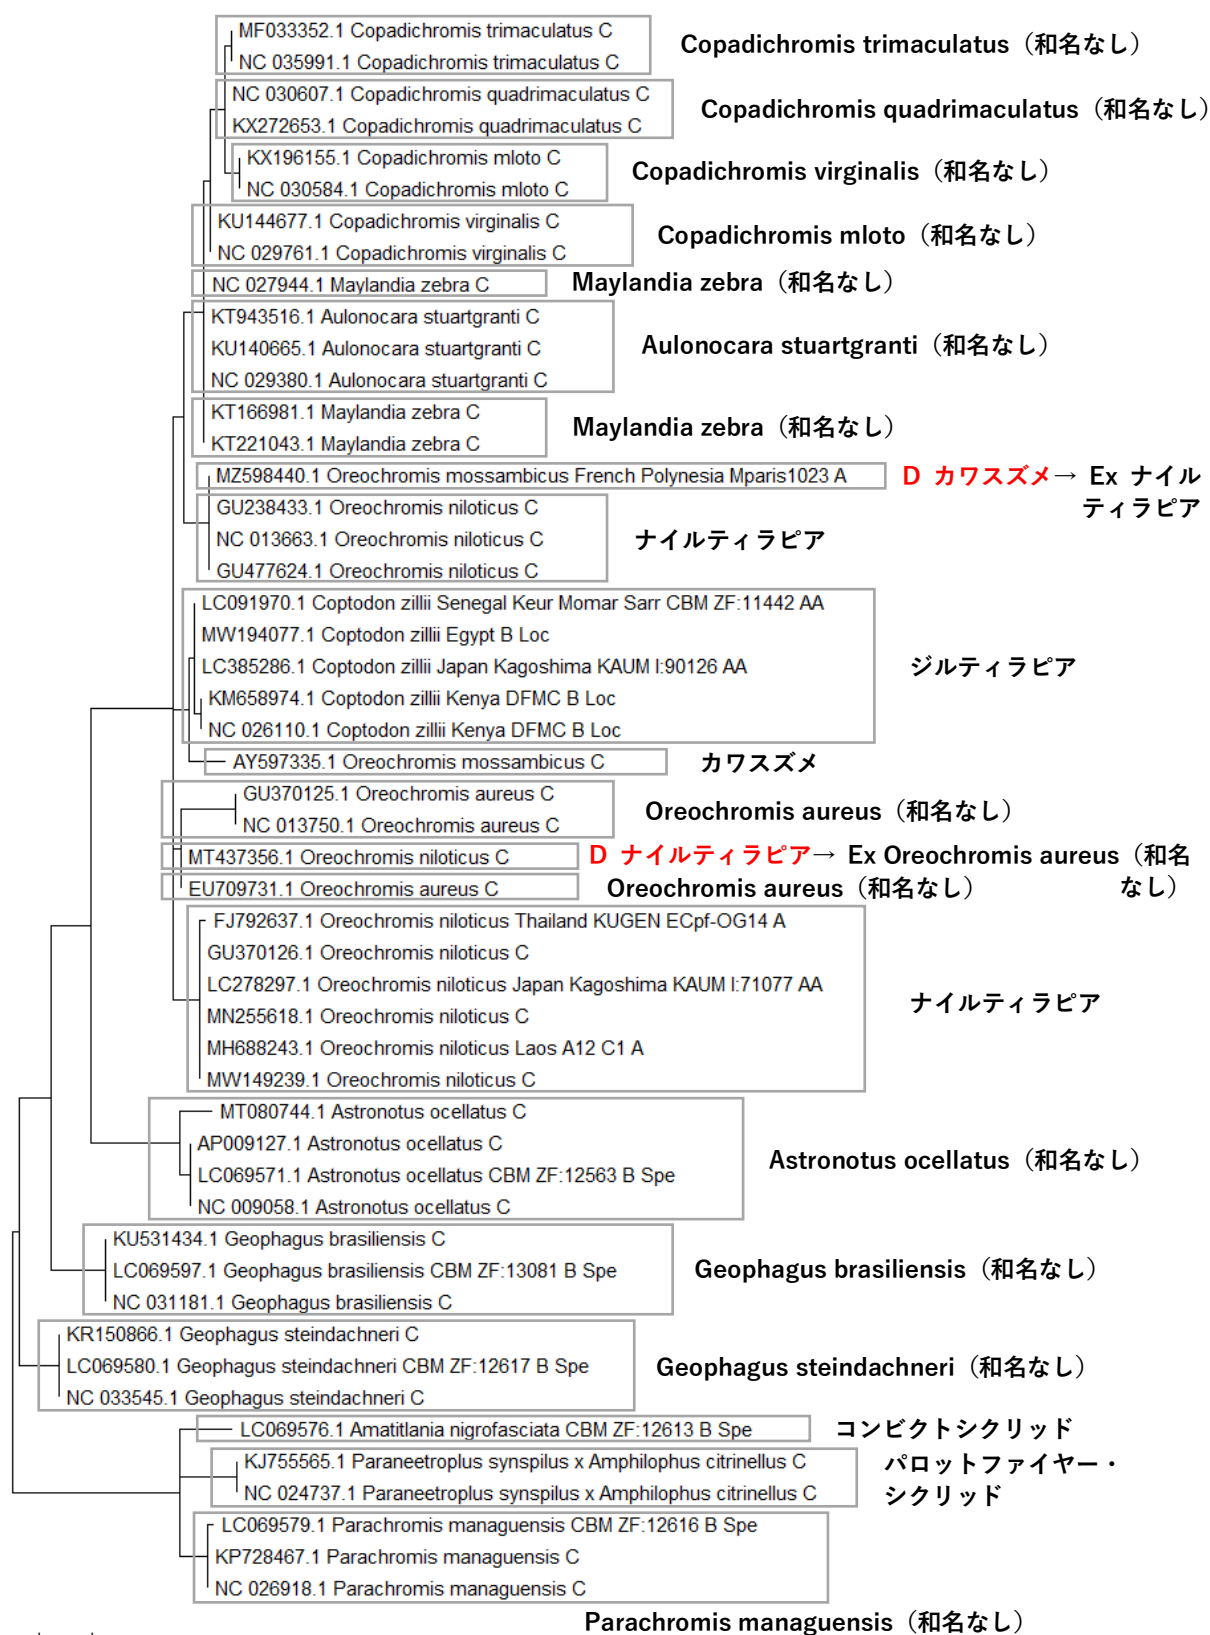 MF033352.1 Copadichromis trimaculatus C
NC 035991.1 Copadichromis trimaculatus C
Copadichromis trimaculatus（和名なし）
NC 030607.1 Copadichromis quadrimaculatus C
KX272653.1 Copadichromis quadrimaculatus C
Copadichromis quadrimaculatus（和名なし）
KX196155.1 Copadichromis mloto C
NC 030584.1 Copadichromis mloto C
Copadichromis virginalis（和名なし）
KU144677.1 Copadichromis virginalis C
NC 029761.1 Copadichromis virginalis C
Copadichromis mloto（和名なし）
NC 027944.1 Maylandia zebra C
Maylandia zebra（和名なし）
KT943516.1 Aulonocara stuartgranti C
KU140665.1 Aulonocara stuartgranti C
NC 029380.1 Aulonocara stuartgranti C
Aulonocara stuartgranti（和名なし）
KT166981.1 Maylandia zebra C
KT221043.1 Maylandia zebra C
Maylandia zebra（和名なし）
MZ598440.1 Oreochromis mossambicus French Polynesia Mparis1023 A
D カワスズメ→ Ex ナイル
ティラピア
GU238433.1 Oreochromis niloticus C
NC 013663.1 Oreochromis niloticus C
GU477624.1 Oreochromis niloticus C
ナイルティラピア
LC091970.1 Coptodon zillii Senegal Keur Momar Sarr CBM ZF:11442 AA
MW194077.1 Coptodon zillii Egypt B Loc
LC385286.1 Coptodon zillii Japan Kagoshima KAUM I:90126 AA
KM658974.1 Coptodon zillii Kenya DFMC B Loc
NC 026110.1 Coptodon zillii Kenya DFMC B Loc
ジルティラピア
AY597335.1 Oreochromis mossambicus C
カワスズメ
GU370125.1 Oreochromis aureus C
NC 013750.1 Oreochromis aureus C
Oreochromis aureus（和名なし）
MT437356.1 Oreochromis niloticus C
D ナイルティラピア→ Ex Oreochromis aureus（和名
なし）
EU709731.1 Oreochromis aureus C
Oreochromis aureus（和名なし）
FJ792637.1 Oreochromis niloticus Thailand KUGEN ECpf-OG14 A
GU370126.1 Oreochromis niloticus C
LC278297.1 Oreochromis niloticus Japan Kagoshima KAUM I:71077 AA
MN255618.1 Oreochromis niloticus C
MH688243.1 Oreochromis niloticus Laos A12 C1 A
MW149239.1 Oreochromis niloticus C
ナイルティラピア
MT080744.1 Astronotus ocellatus C
AP009127.1 Astronotus ocellatus C
LC069571.1 Astronotus ocellatus CBM ZF:12563 B Spe
NC 009058.1 Astronotus ocellatus C
Astronotus ocellatus（和名なし）
KU531434.1 Geophagus brasiliensis C
LC069597.1 Geophagus brasiliensis CBM ZF:13081 B Spe
NC 031181.1 Geophagus brasiliensis C
Geophagus brasiliensis（和名なし）
KR150866.1 Geophagus steindachneri C
LC069580.1 Geophagus steindachneri CBM ZF:12617 B Spe
NC 033545.1 Geophagus steindachneri C
Geophagus steindachneri（和名なし）
LC069576.1 Amatitlania nigrofasciata CBM ZF:12613 B Spe
コンビクトシクリッド
KJ755565.1 Paraneetroplus synspilus x Amphilophus citrinellus C
NC 024737.1 Paraneetroplus synspilus x Amphilophus citrinellus C
パロットファイヤー・
シクリッド
LC069579.1 Parachromis managuensis CBM ZF:12616 B Spe
KP728467.1 Parachromis managuensis C
NC 026918.1 Parachromis managuensis C
Parachromis managuensis（和名なし）